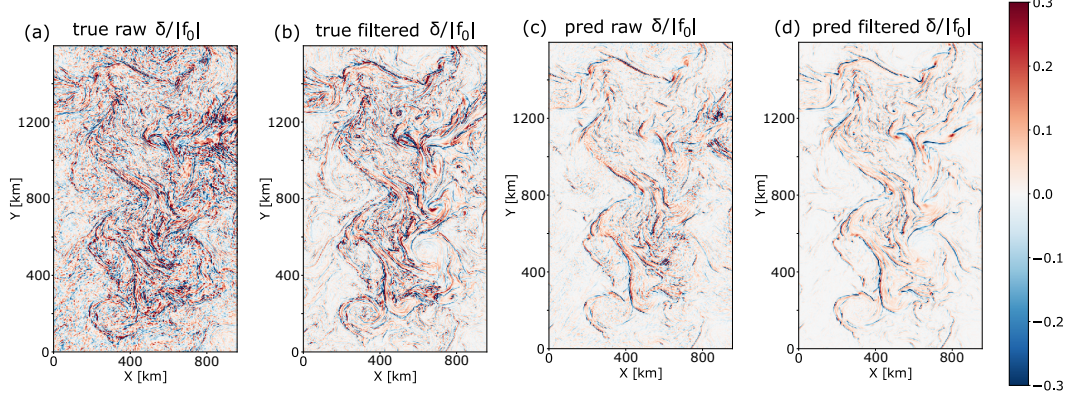 (a) true raw δ/|f₀|
1200
800
400
0
Y [km]
0 400 800
X [km]
(b) true filtered δ/|f₀|
1200
800
400
0
Y [km]
0 400 800
X [km]
(c) pred raw δ/|f₀|
1200
800
400
0
Y [km]
0 400 800
X [km]
(d) pred filtered δ/|f₀|
1200
800
400
0
Y [km]
0 400 800
X [km]
0.3
0.2
0.1
0.0
−0.1
−0.2
−0.3